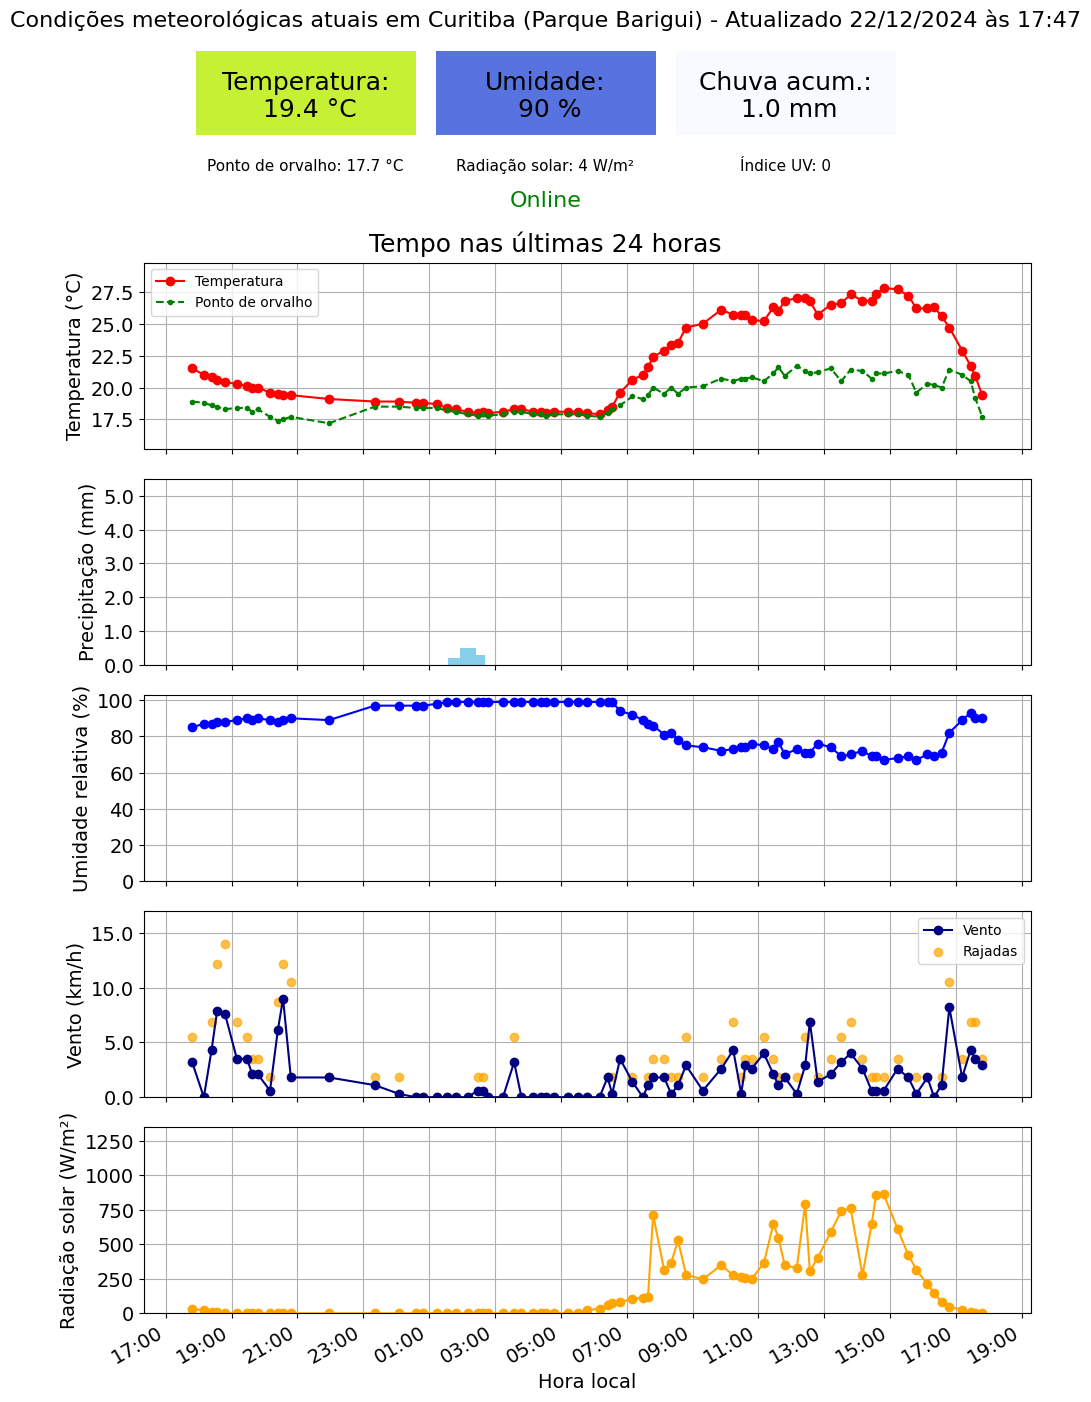 Condições meteorológicas atuais em Curitiba (Parque Barigui) - Atualizado 22/12/2024 às 17:47
Temperatura:
19.4 °C
Umidade:
90 %
Chuva acum.:
1.0 mm
Ponto de orvalho: 17.7 °C
Radiação solar: 4 W/m²
Índice UV: 0
Online
Tempo nas últimas 24 horas
Temperatura (°C)
27.5
25.0
22.5
20.0
17.5
Temperatura
Ponto de orvalho
Precipitação (mm)
5.0
4.0
3.0
2.0
1.0
0.0
Umidade relativa (%)
100
80
60
40
20
0
Vento (km/h)
15.0
10.0
5.0
0.0
Vento
Rajadas
Radiação solar (W/m²)
1250
1000
750
500
250
0
17:00
19:00
21:00
23:00
01:00
03:00
05:00
07:00
09:00
11:00
13:00
15:00
17:00
19:00
Hora local